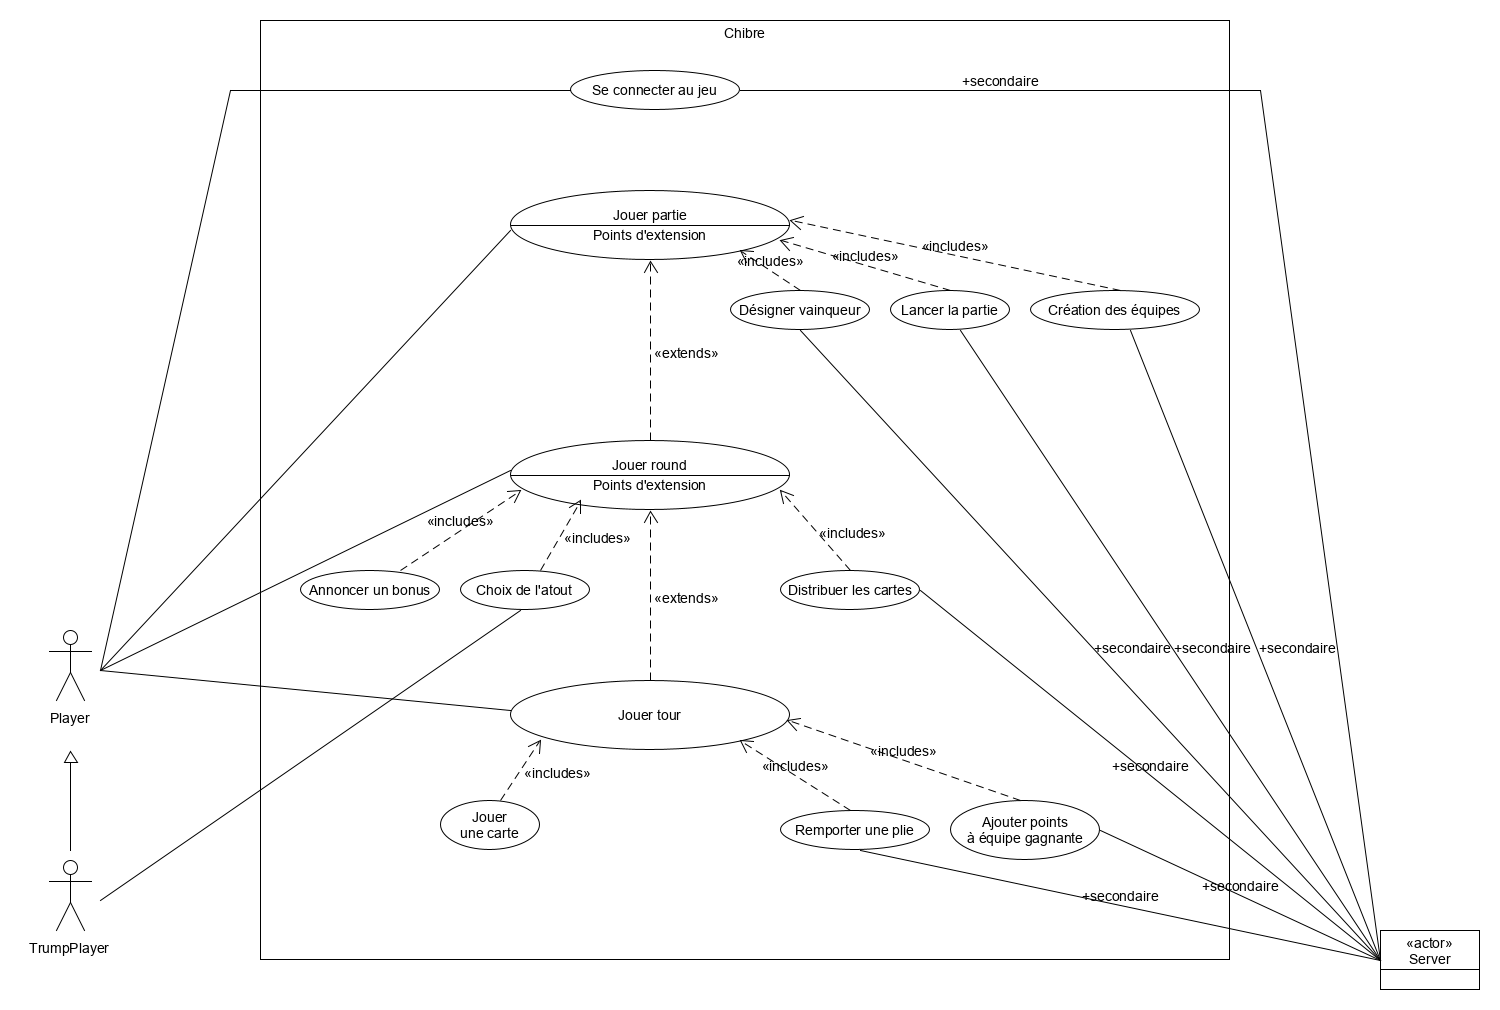 Chibre
Se connecter au jeu
+secondaire
Jouer partie
Points d'extension
«includes»
«includes»
«includes»
Désigner vainqueur
Lancer la partie
Création des équipes
«extends»
Jouer round
Points d'extension
«includes»
«includes»
«includes»
Annoncer un bonus
Choix de l'atout
Distribuer les cartes
«extends»
+secondaire
+secondaire
+secondaire
Player
Jouer tour
«includes»
«includes»
«includes»
+secondaire
Jouer
une carte
Remporter une plie
Ajouter points
à équipe gagnante
+secondaire
+secondaire
TrumpPlayer
«actor»
Server